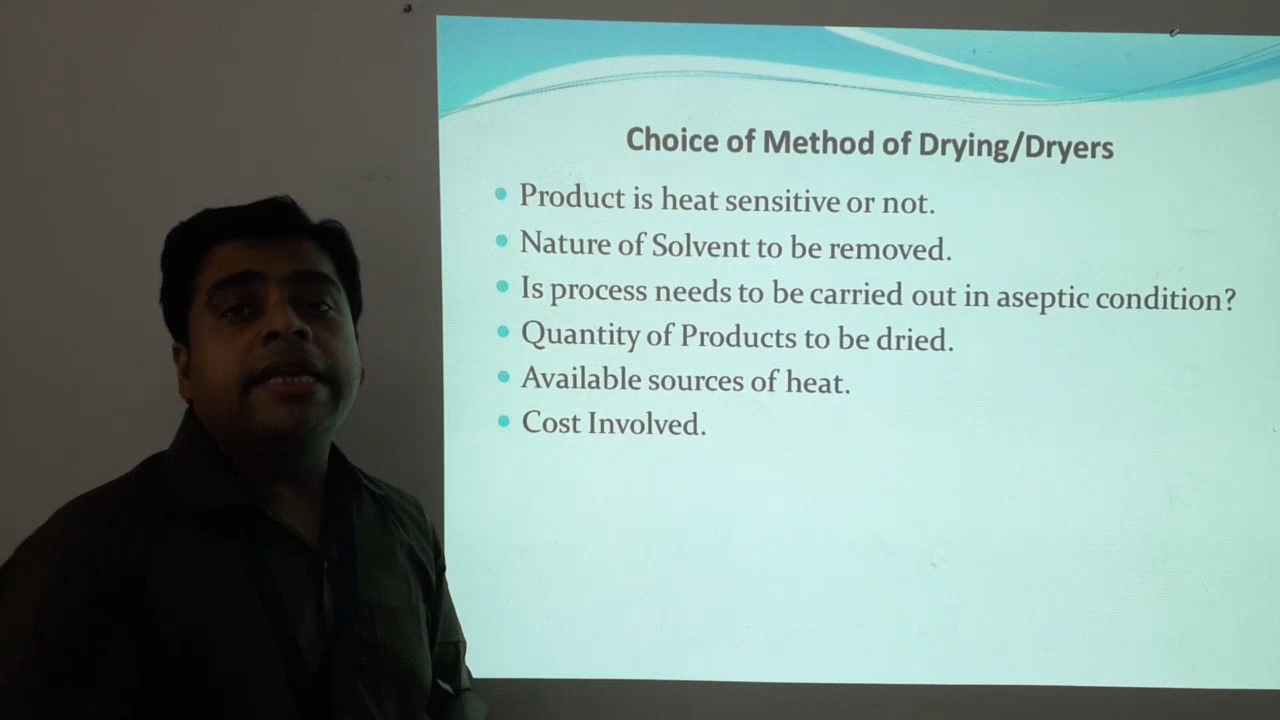 Choice of Method of Drying/Dryers
Product is heat sensitive or not.
Nature of Solvent to be removed.
Is process needs to be carried out in aseptic condition?
Quantity of Products to be dried.
Available sources of heat.
Cost Involved.